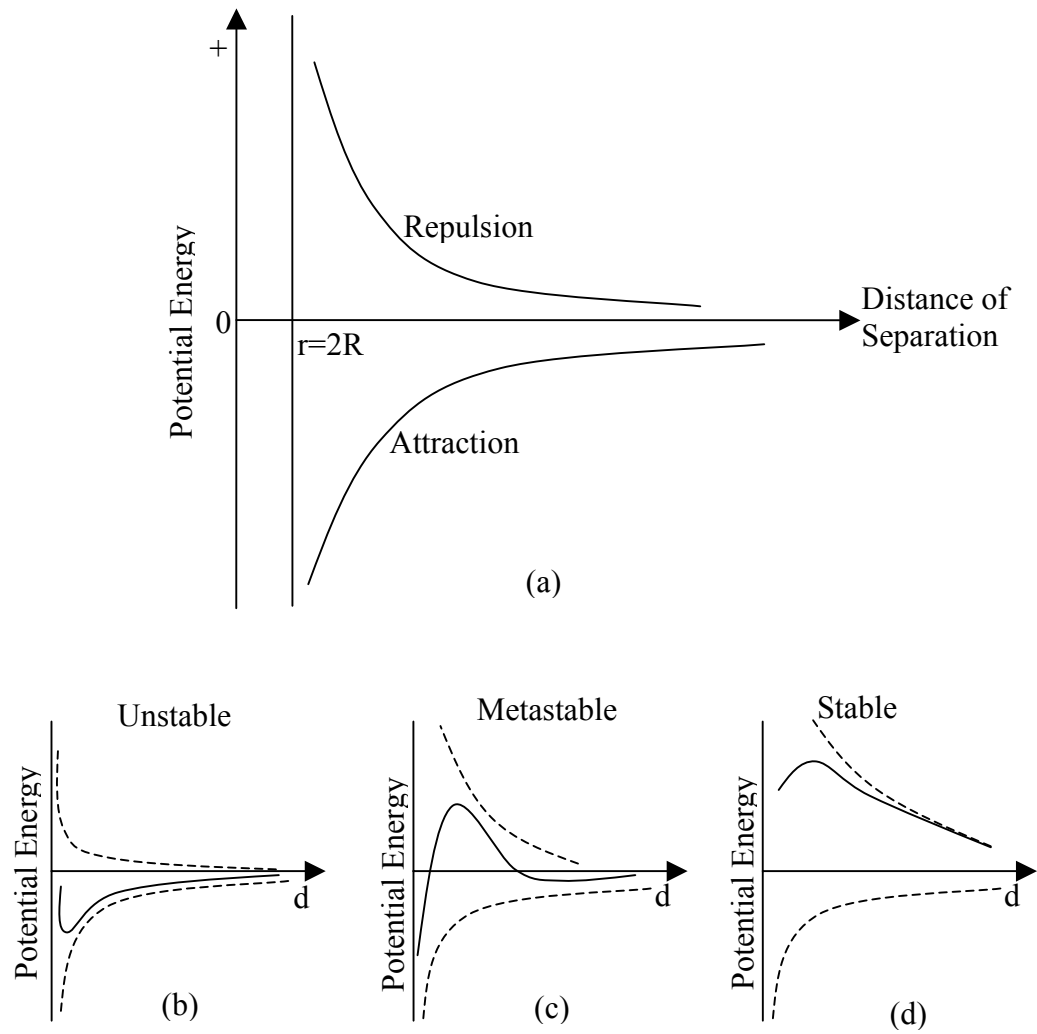 +
Potential Energy
0
r=2R
Repulsion
Attraction
Distance of
Separation
(a)
Unstable
Potential Energy
d
(b)
Metastable
Potential Energy
d
(c)
Stable
Potential Energy
d
(d)